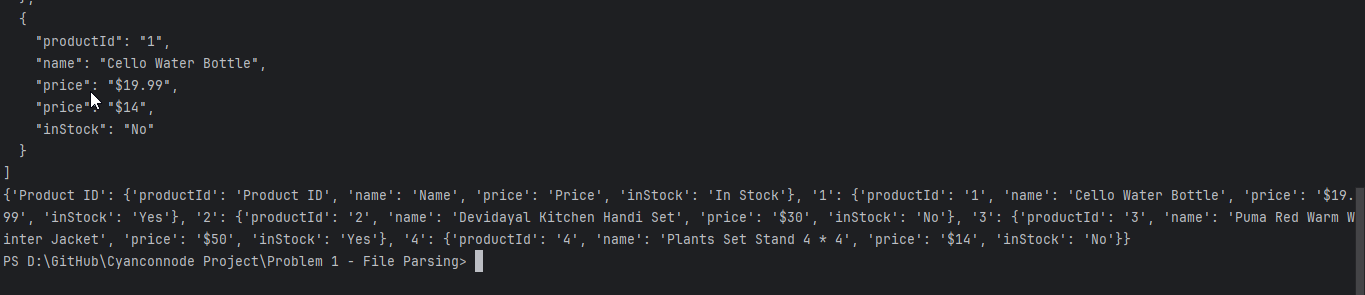 },
{
"productId": "1",
"name": "Cello Water Bottle",
"price": "$19.99",
"price": "$14",
"inStock": "No"
}
]
{'Product ID': {'productId': 'Product ID', 'name': 'Name', 'price': 'Price', 'inStock': 'In Stock'}, '1': {'productId': '1', 'name': 'Cello Water Bottle', 'price': '$19.
99', 'inStock': 'Yes'}, '2': {'productId': '2', 'name': 'Devidayal Kitchen Handi Set', 'price': '$30', 'inStock': 'No'}, '3': {'productId': '3', 'name': 'Puma Red Warm W
inter Jacket', 'price': '$50', 'inStock': 'Yes'}, '4': {'productId': '4', 'name': 'Plants Set Stand 4 * 4', 'price': '$14', 'inStock': 'No'}}
PS D:\GitHub\Cyanconnode Project\Problem 1 - File Parsing>